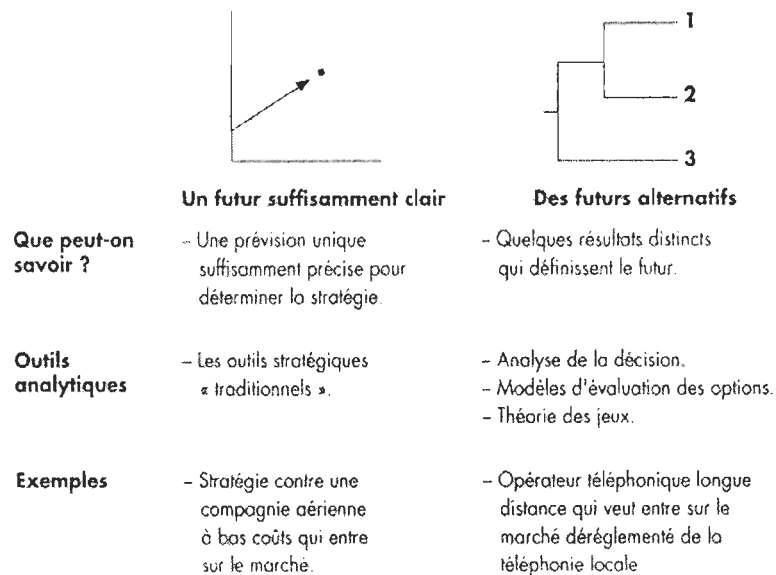 1
2
3
Un futur suffisamment clair
Des futurs alternatifs
Que peut-on
savoir ?
– Une prévision unique
suffisamment précise pour
déterminer la stratégie.
– Quelques résultats distincts
qui définissent le futur.
Outils
analytiques
– Les outils stratégiques
« traditionnels ».
– Analyse de la décision.
– Modèles d'évaluation des options.
– Théorie des jeux.
Exemples
– Stratégie contre une
compagnie aérienne
à bas coûts qui entre
sur le marché.
– Opérateur téléphonique longue
distance qui veut entre sur le
marché déréglementé de la
téléphonie locale